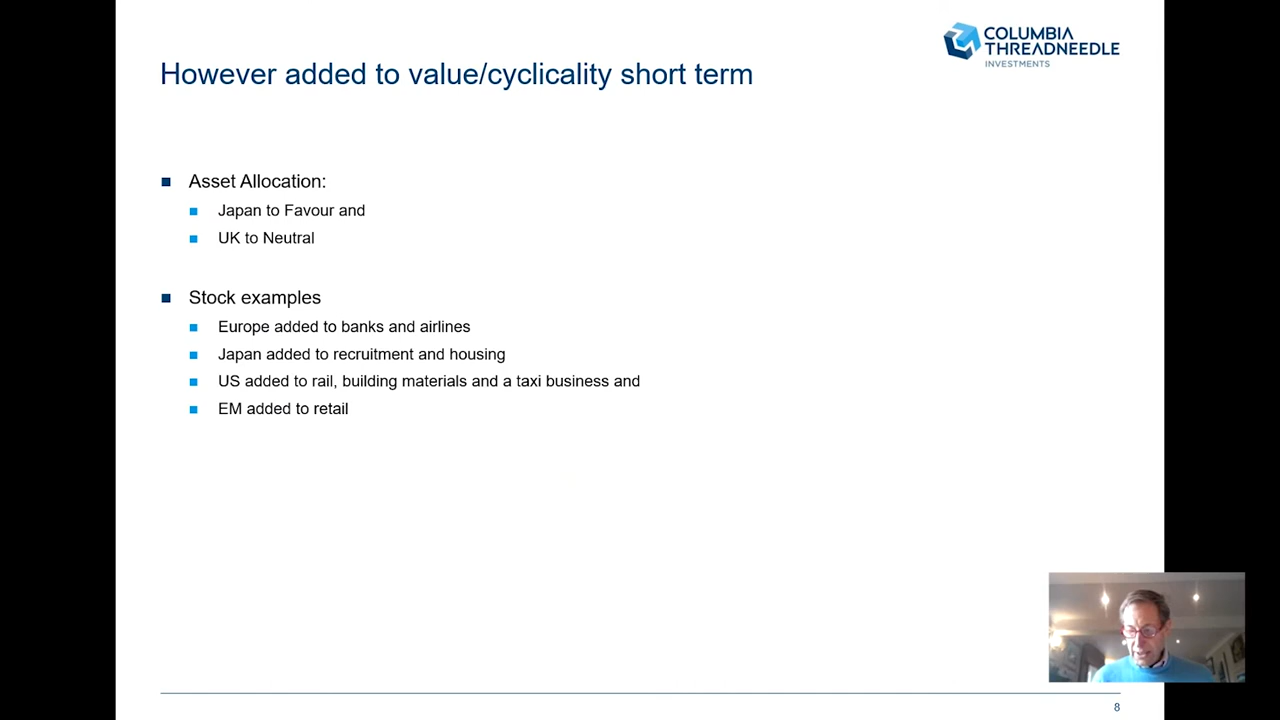 COLUMBIA
THREADNEEDLE
INVESTMENTS
However added to value/cyclicality short term
Asset Allocation:
Japan to Favour and
UK to Neutral
Stock examples
Europe added to banks and airlines
Japan added to recruitment and housing
US added to rail, building materials and a taxi business and
EM added to retail
8